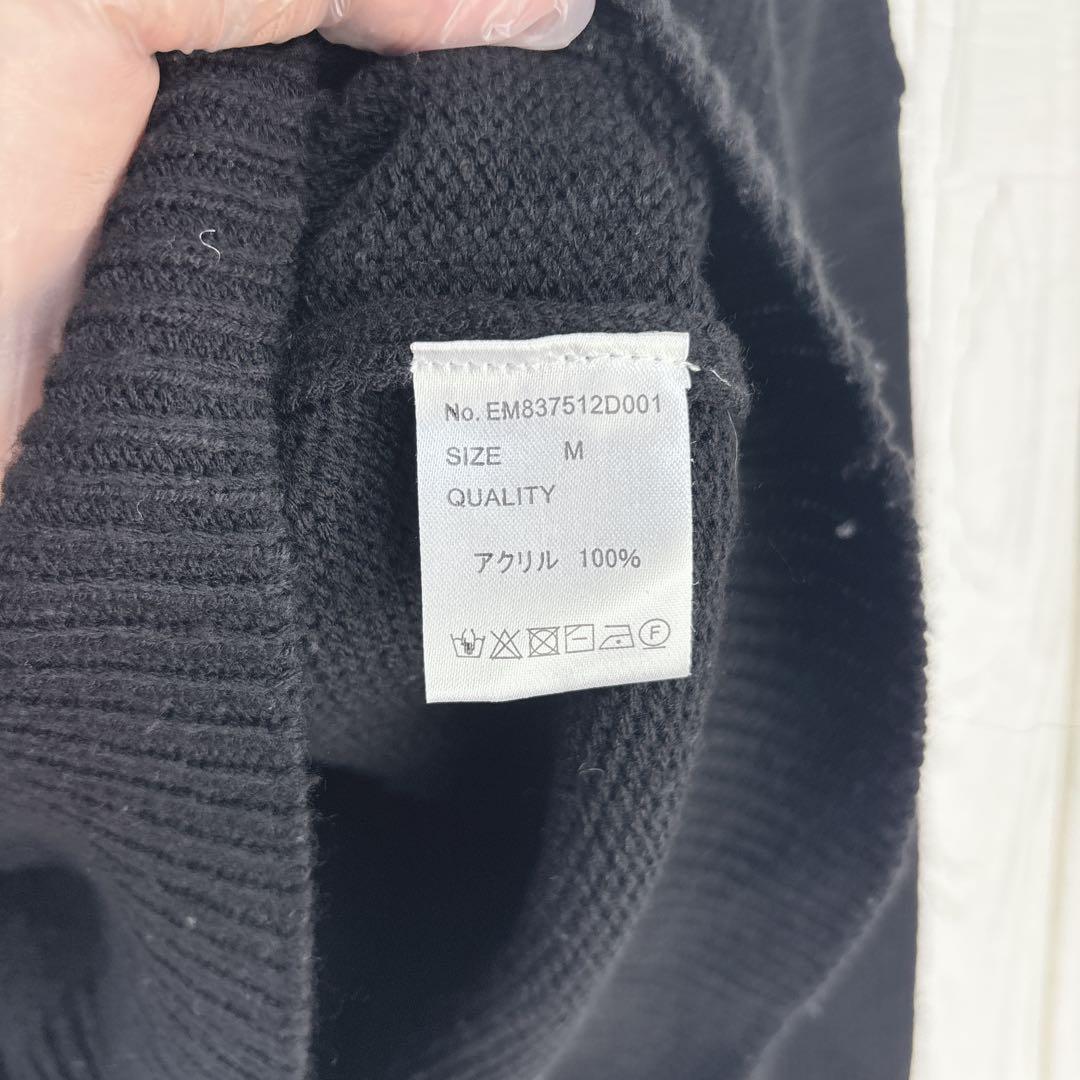 No. EM837512D001
SIZE M
QUALITY
アクリル 100%
F